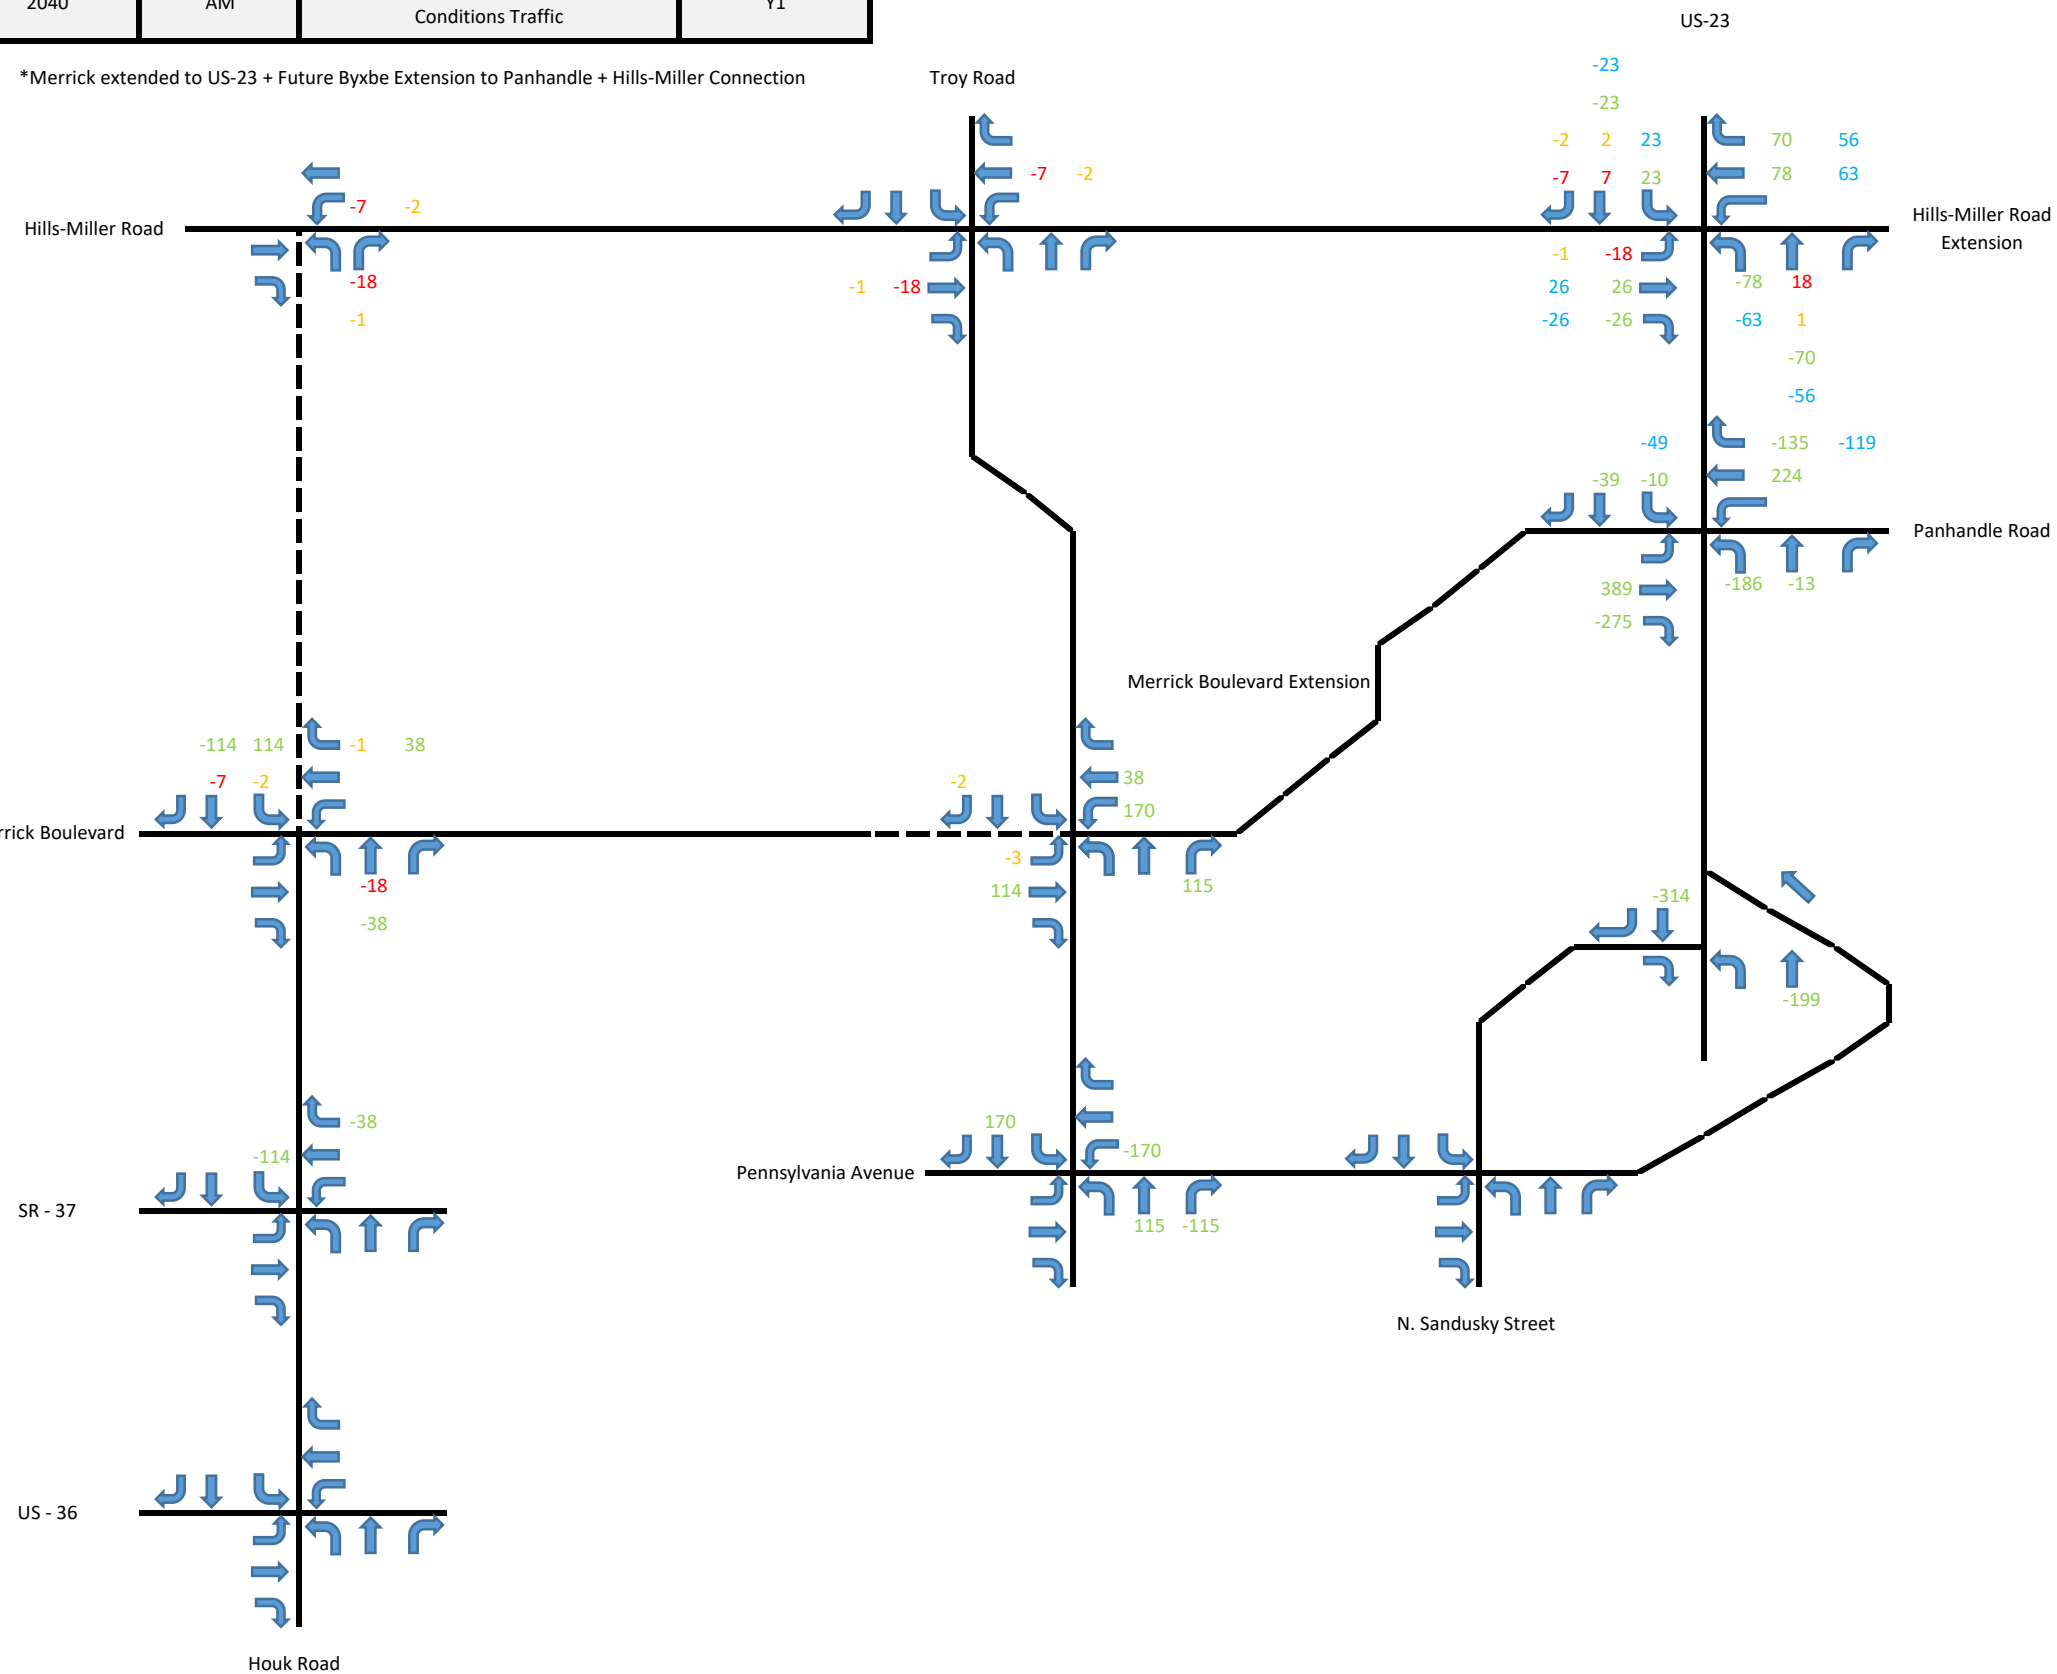 2040 AM Y1
Conditions Traffic
US-23
*Merrick extended to US-23 + Future Byxbe Extension to Panhandle + Hills-Miller Connection
Troy Road
-23
-23
-2 2 23 70 56
-7 -2 -7 7 23 78 63
-7 -2
Hills-Miller Road
Hills-Miller Road
Extension
-18
-1 -18
-1 -18 26 26 -78 18
-1
-26 -26 -63 1
-70
-56
-49 -135 -119
-39 -10 224
Panhandle Road
389 -186 -13
-275
Merrick Boulevard Extension
-114 114 -1 38
-7 -2 -2 38
170
rrick Boulevard
-3
-18 114 115
-38
-314
-199
-38 170
-114 -170
Pennsylvania Avenue
SR - 37
115 -115
N. Sandusky Street
US - 36
Houk Road